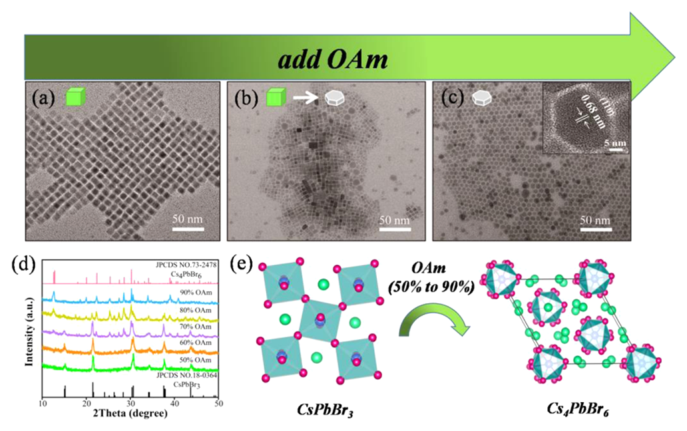 add OAm
(a)
(b)
(c)
(11ī)
0.68 nm
5 nm
50 nm
50 nm
50 nm
(d)
JPCDS NO.73-2478
Cs4PbBr6
90% OAm
80% OAm
70% OAm
60% OAm
50% OAm
JPCDS NO.18-0364
CsPbBr3
Intensity (a.u.)
10 20 30 40 50
2Theta (degree)
(e)
OAm
(50% to 90%)
CsPbBr3
Cs4PbBr6